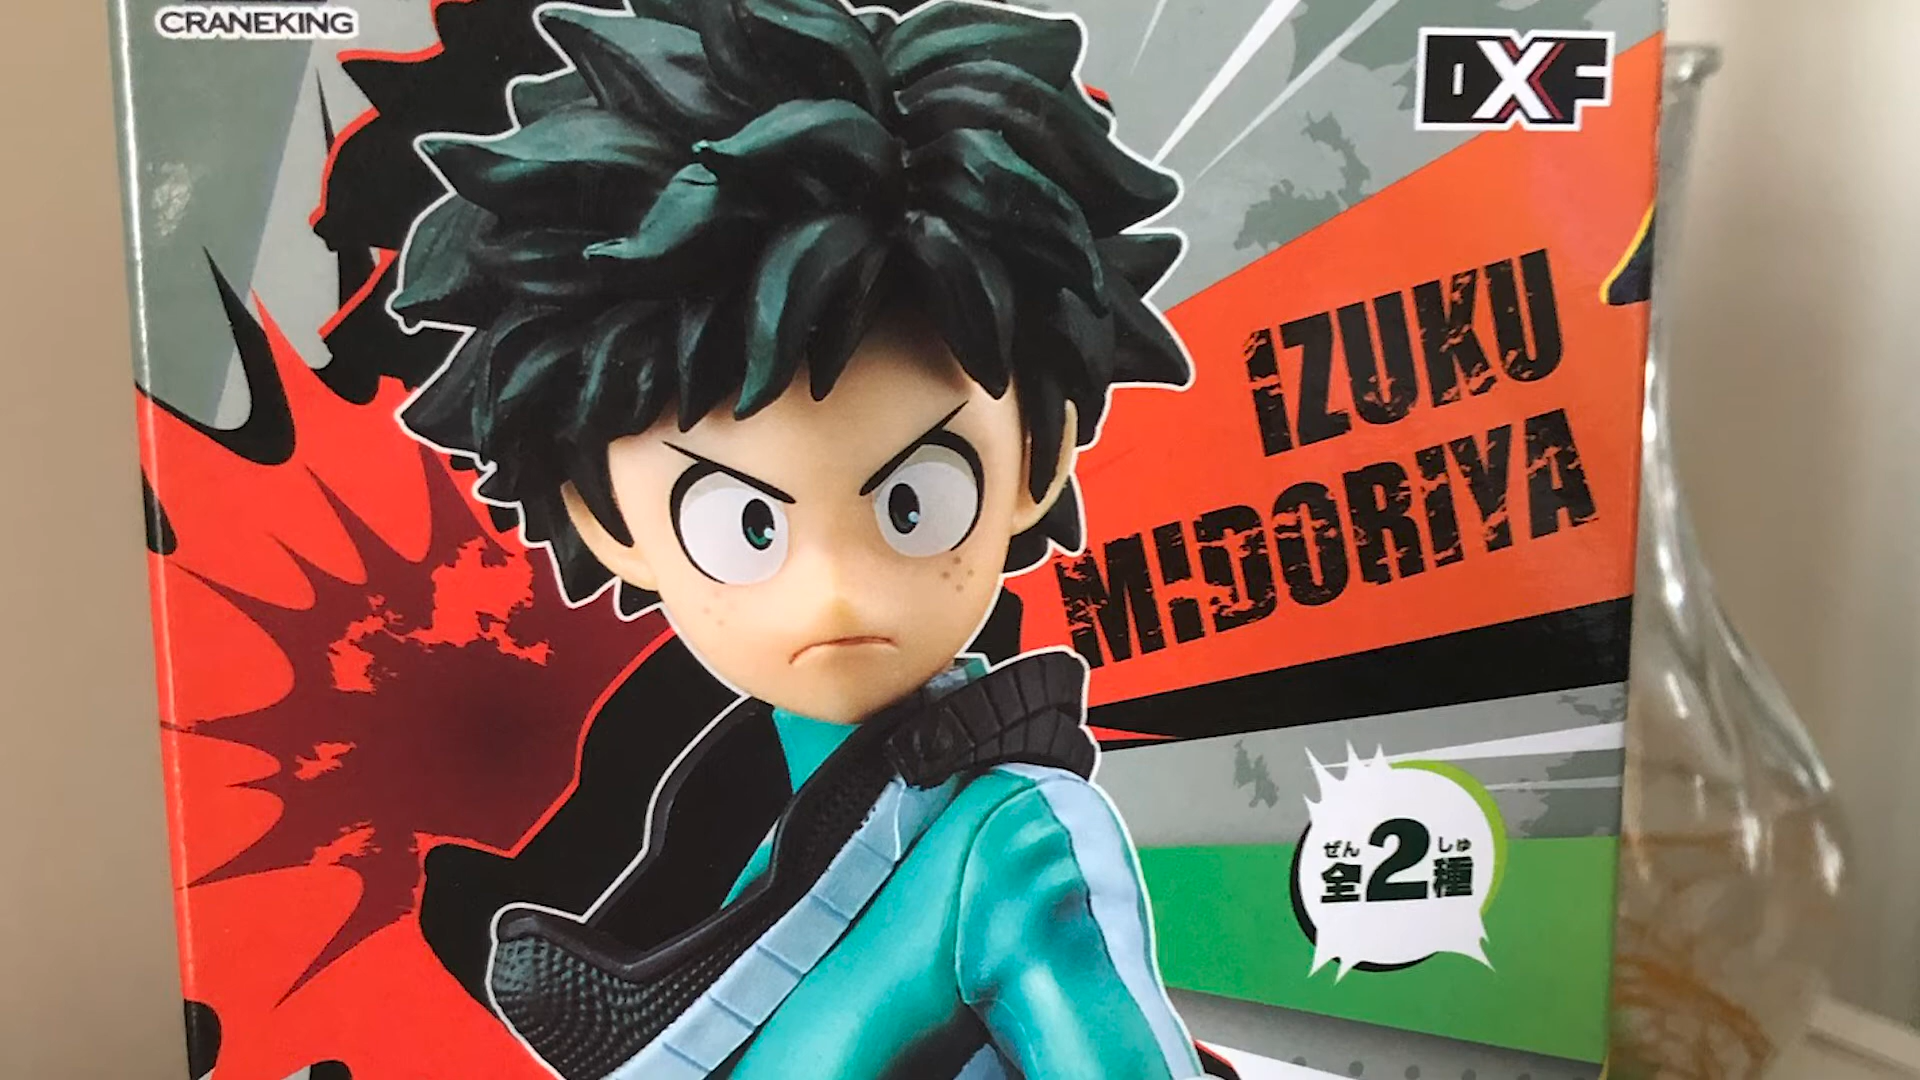 CRANEKING
DXF
IZUKU
MIDORIYA
ぜん しゅ
全2種